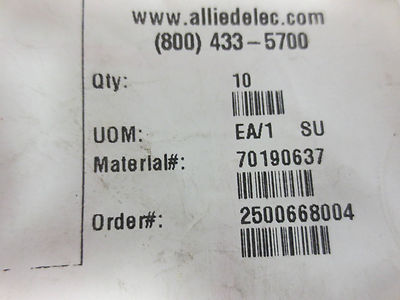 www.alliedelec.com
(800) 433-5700
Qty: 10
UOM: EA/1 SU
Material#: 70190637
Order#: 2500668004